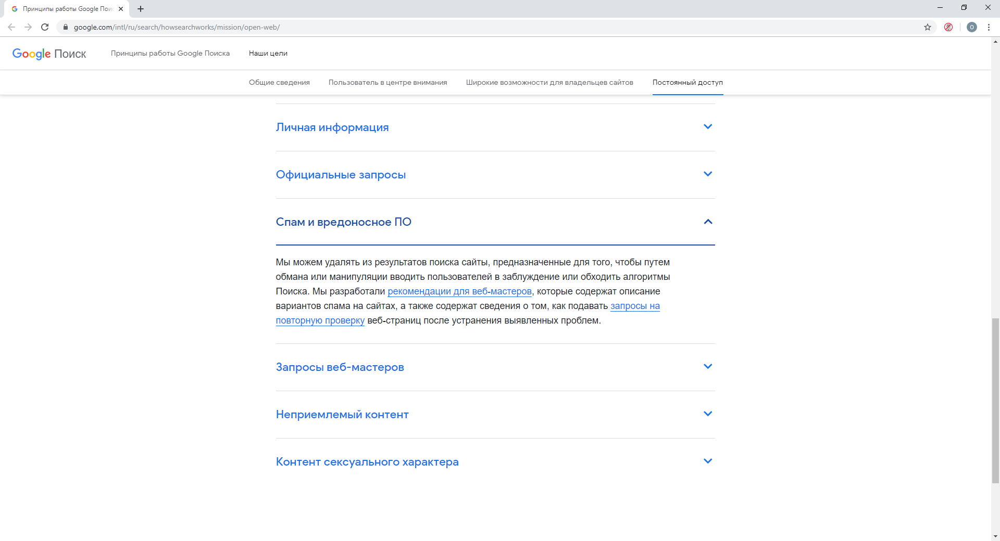 Принципы работы Google Пои
google.com/intl/ru/search/howsearchworks/mission/open-web/
O
Google Поиск
Принципы работы Google Поиска
Наши цели
Общие сведения
Пользователь в центре внимания
Широкие возможности для владельцев сайтов
Постоянный доступ
Личная информация
Официальные запросы
Спам и вредоносное ПО
Мы можем удалять из результатов поиска сайты, предназначенные для того, чтобы путем
обмана или манипуляции вводить пользователей в заблуждение или обходить алгоритмы
Поиска. Мы разработали рекомендации для веб-мастеров, которые содержат описание
вариантов спама на сайтах, а также содержат сведения о том, как подавать запросы на
повторную проверку веб-страниц после устранения выявленных проблем.
Запросы веб-мастеров
Неприемлемый контент
Контент сексуального характера